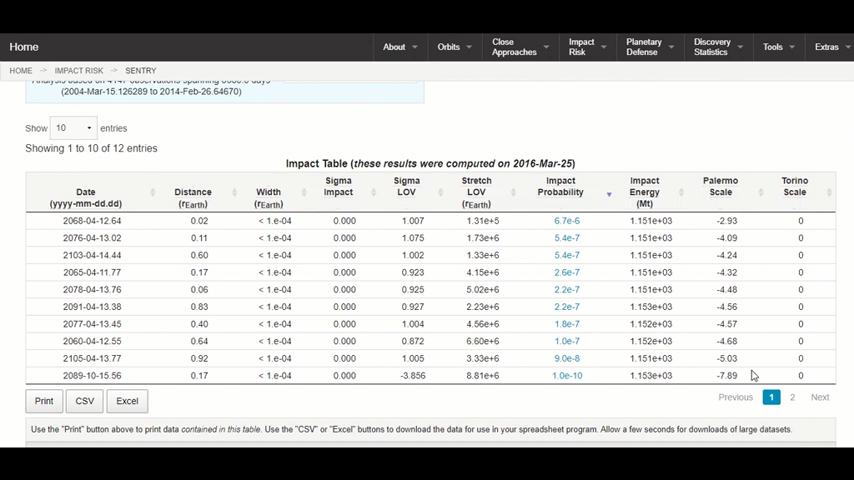 Home About Orbits Close Approaches Impact Risk Planetary Defense Discovery Statistics Tools Extras
HOME → IMPACT RISK → SENTRY
(2004-Mar-15.126289 to 2014-Feb-26.64670)
Show 10 entries
Showing 1 to 10 of 12 entries
Impact Table (these results were computed on 2016-Mar-25)
Date (yyyy-mm-dd.dd) Distance (rEarth) Width (rEarth) Sigma Impact Sigma LOV Stretch LOV (rEarth) Impact Probability Impact Energy (Mt) Palermo Scale Torino Scale
2068-04-12.64 0.02 < 1.e-04 0.000 1.007 1.31e+5 6.7e-6 1.151e+03 -2.93 0
2076-04-13.02 0.11 < 1.e-04 0.000 1.075 1.73e+6 5.4e-7 1.151e+03 -4.09 0
2103-04-14.44 0.60 < 1.e-04 0.000 1.002 1.33e+6 5.4e-7 1.151e+03 -4.24 0
2065-04-11.77 0.17 < 1.e-04 0.000 0.923 4.15e+6 2.6e-7 1.151e+03 -4.32 0
2078-04-13.76 0.06 < 1.e-04 0.000 0.925 5.02e+6 2.2e-7 1.151e+03 -4.48 0
2091-04-13.38 0.83 < 1.e-04 0.000 0.927 2.23e+6 2.2e-7 1.153e+03 -4.56 0
2077-04-13.45 0.40 < 1.e-04 0.000 1.004 4.56e+6 1.8e-7 1.152e+03 -4.57 0
2060-04-12.55 0.64 < 1.e-04 0.000 0.872 6.60e+6 1.0e-7 1.152e+03 -4.68 0
2105-04-13.77 0.92 < 1.e-04 0.000 1.005 3.33e+6 9.0e-8 1.151e+03 -5.03 0
2089-10-15.56 0.17 < 1.e-04 0.000 -3.856 8.81e+6 1.0e-10 1.153e+03 -7.89 0
Print CSV Excel Previous 1 2 Next
Use the "Print" button above to print data contained in this table. Use the "CSV" or "Excel" buttons to download the data for use in your spreadsheet program. Allow a few seconds for downloads of large datasets.